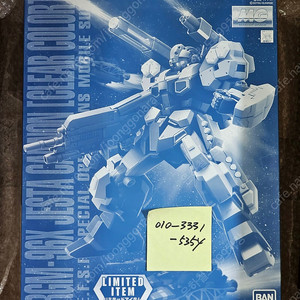 MG
RGM-96X JESTA CANNON [CLEAR COLOR]
E.F.S.F. SPECIAL OPERATIONS MOBILE SUIT
010-3331
-5354
LIMITED
ITEM
BAN